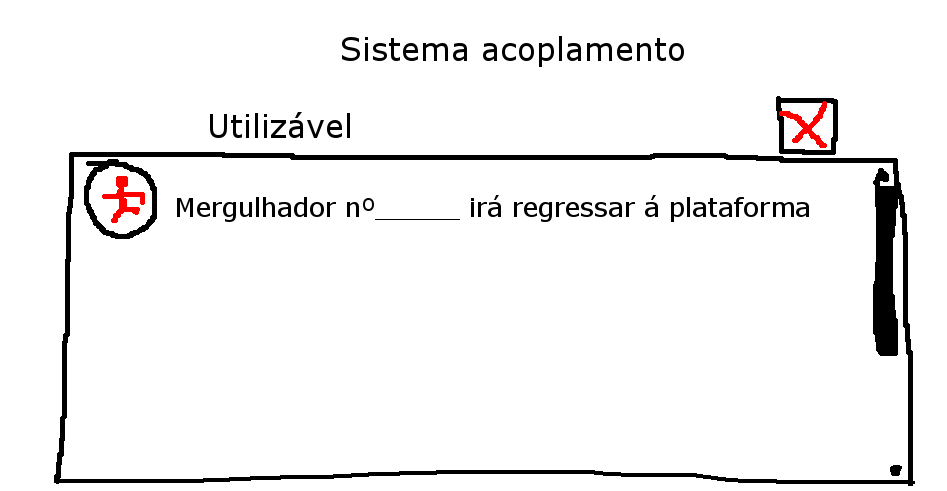 Sistema acoplamento
Utilizável
Mergulhador nº______ irá regressar á plataforma